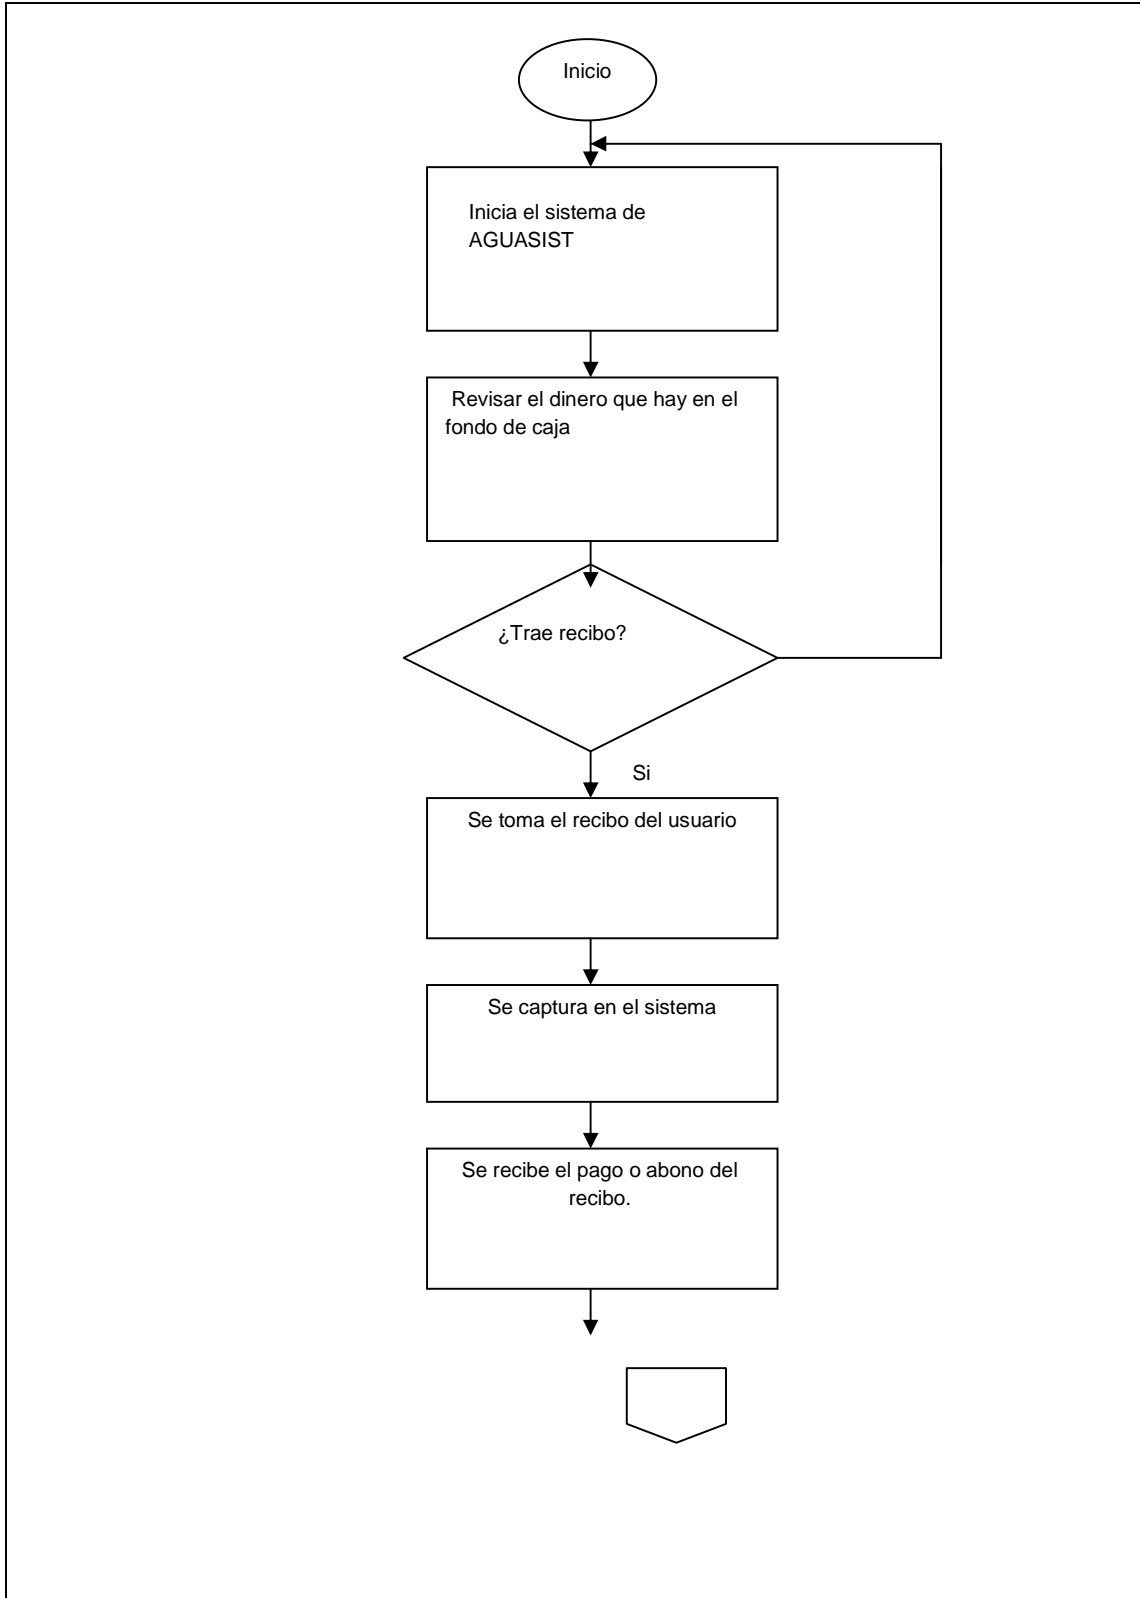 Inicio
Inicia el sistema de
AGUASIST
Revisar el dinero que hay en el
fondo de caja
¿Trae recibo?
Si
Se toma el recibo del usuario
Se captura en el sistema
Se recibe el pago o abono del
recibo.